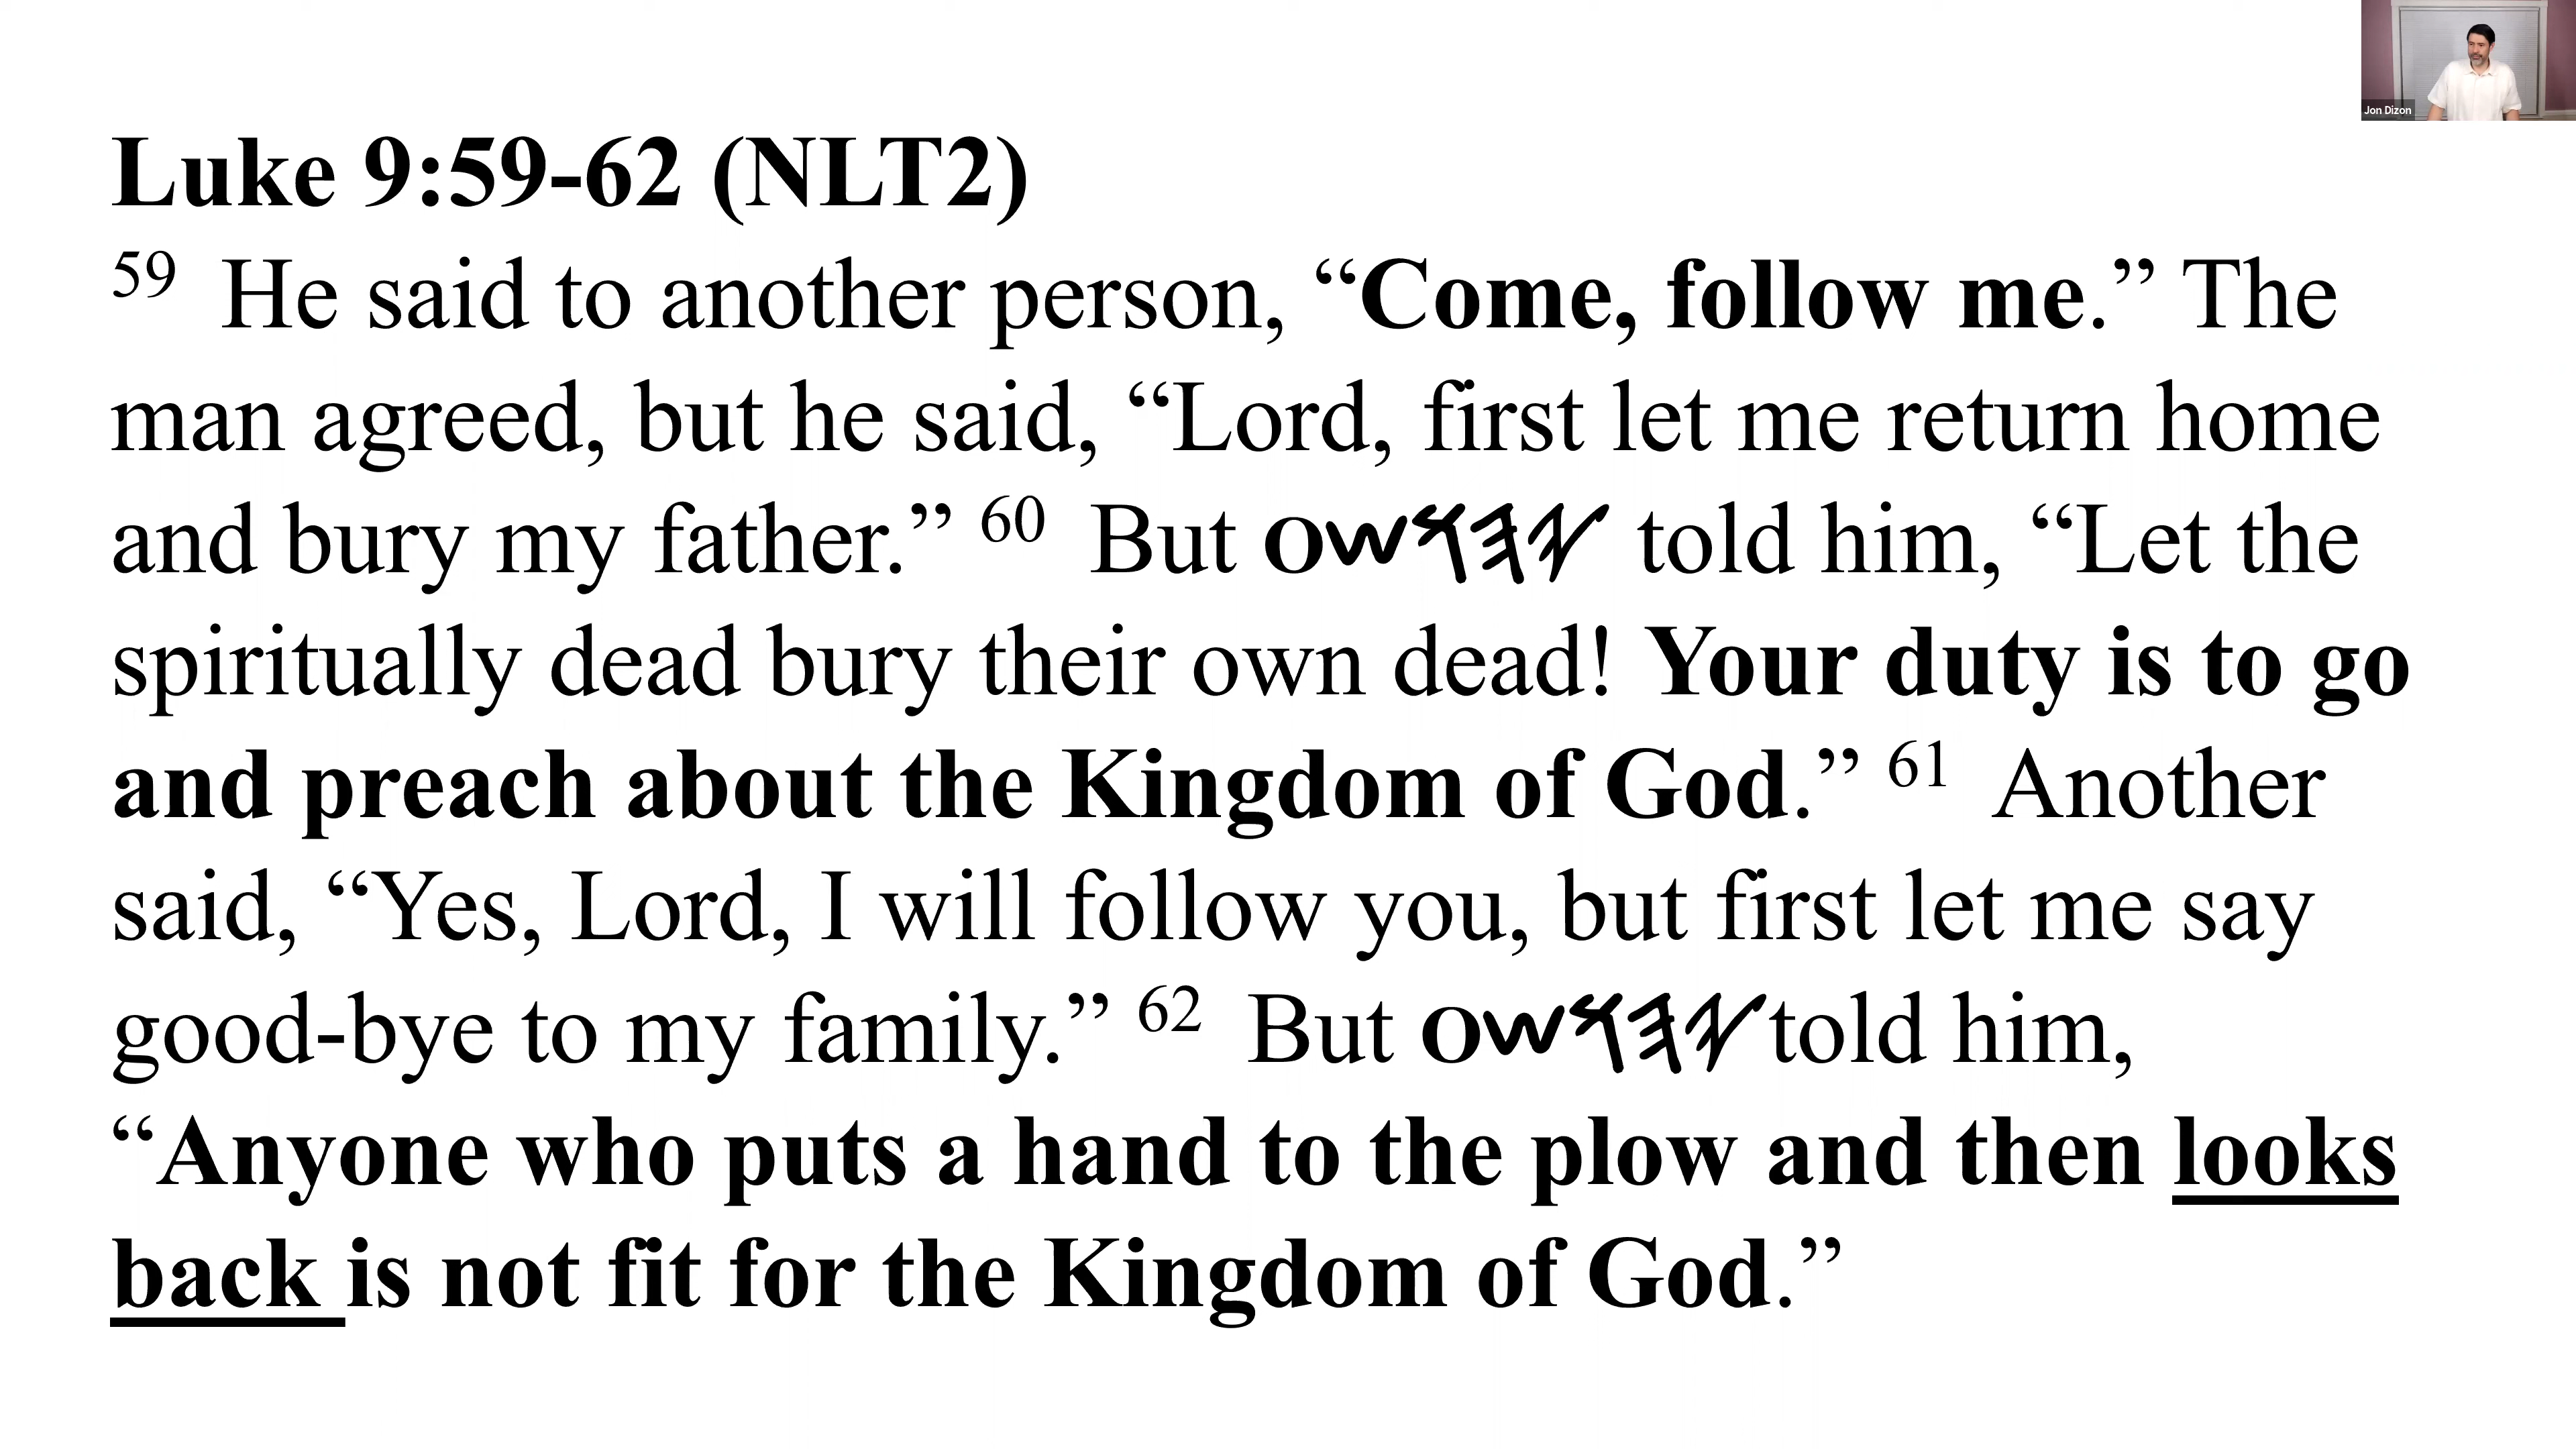 Jon Dizon
Luke 9:59-62 (NLT2)
59 He said to another person, “Come, follow me.” The
man agreed, but he said, “Lord, first let me return home
and bury my father.” 60 But 𐤉𐤄𐤅𐤔𐤏 told him, “Let the
spiritually dead bury their own dead! Your duty is to go
and preach about the Kingdom of God.” 61 Another
said, “Yes, Lord, I will follow you, but first let me say
good-bye to my family.” 62 But 𐤉𐤄𐤅𐤔𐤏 told him,
“Anyone who puts a hand to the plow and then looks
back is not fit for the Kingdom of God.”